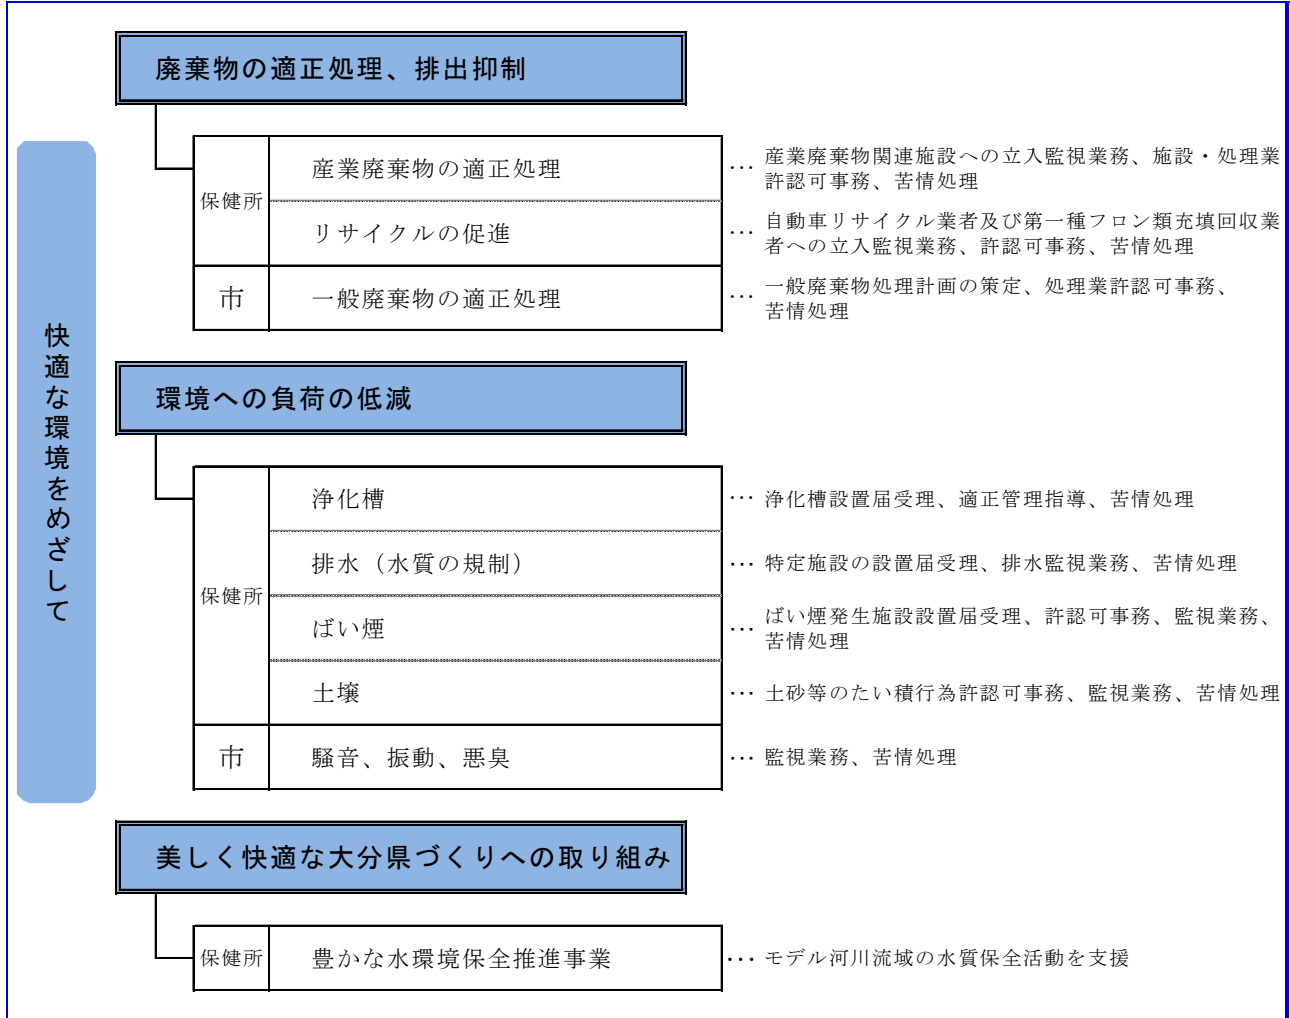 快適な環境をめざして
廃棄物の適正処理、排出抑制
保健所
産業廃棄物の適正処理
… 産業廃棄物関連施設への立入監視業務、施設・処理業
許認可事務、苦情処理
リサイクルの促進
… 自動車リサイクル業者及び第一種フロン類充填回収業
者への立入監視業務、許認可事務、苦情処理
市
一般廃棄物の適正処理
… 一般廃棄物処理計画の策定、処理業許認可事務、
苦情処理
環境への負荷の低減
保健所
浄化槽
… 浄化槽設置届受理、適正管理指導、苦情処理
排水（水質の規制）
… 特定施設の設置届受理、排水監視業務、苦情処理
ばい煙
… ばい煙発生施設設置届受理、許認可事務、監視業務、
苦情処理
土壌
… 土砂等のたい積行為許認可事務、監視業務、苦情処理
市
騒音、振動、悪臭
… 監視業務、苦情処理
美しく快適な大分県づくりへの取り組み
保健所
豊かな水環境保全推進事業
… モデル河川流域の水質保全活動を支援